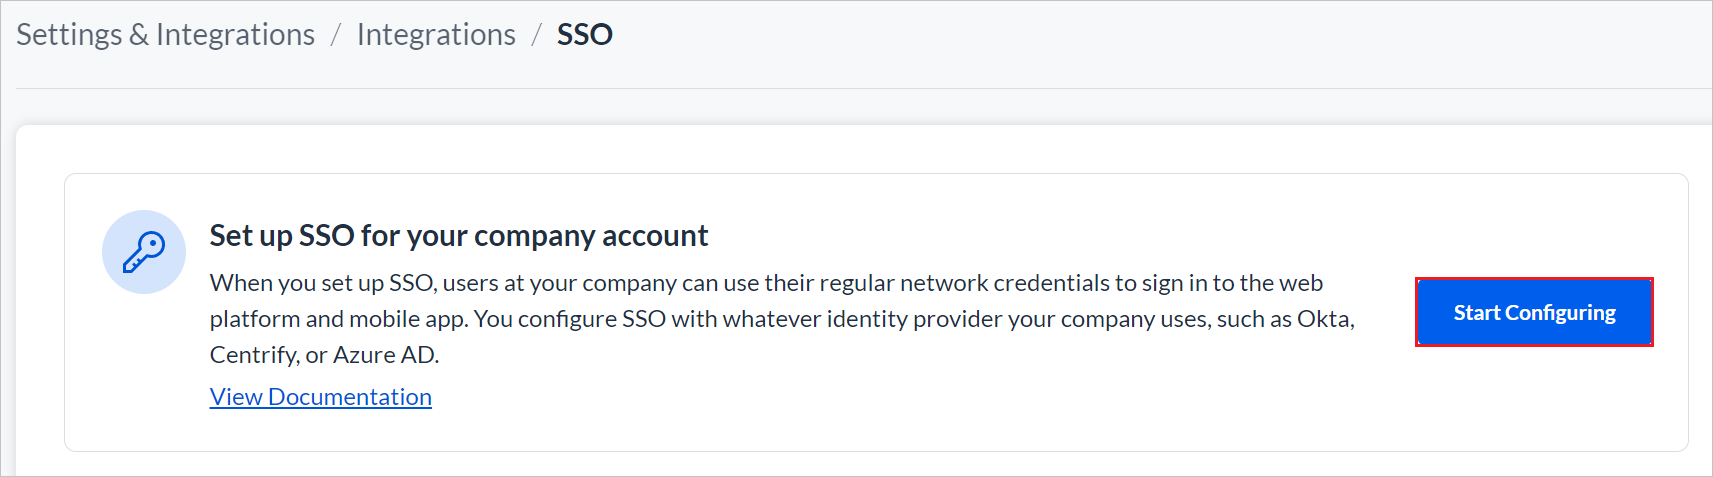 Settings & Integrations / Integrations / SSO
Set up SSO for your company account
When you set up SSO, users at your company can use their regular network credentials to sign in to the web
platform and mobile app. You configure SSO with whatever identity provider your company uses, such as Okta,
Centrify, or Azure AD.
View Documentation
Start Configuring